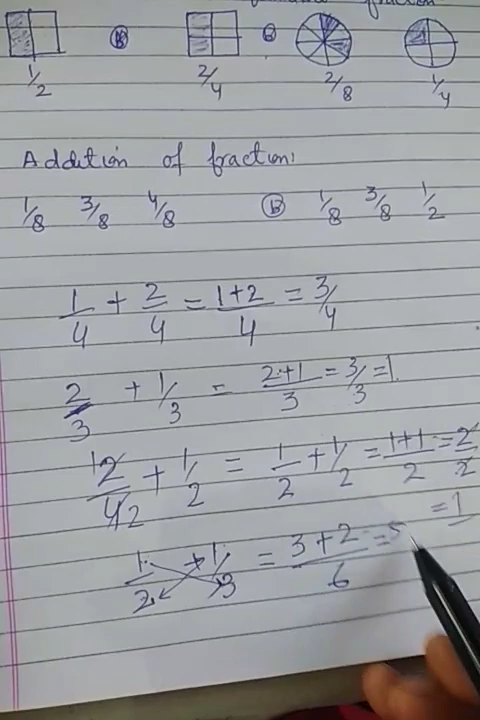 fraction
1/2 2/4 2/8 1/4
Addition of fraction:
1/8 3/8 4/8 B 1/8 3/8 1/2
1/4 + 2/4 = 1+2/4 = 3/4
2/3 + 1/3 = 2+1/3 = 3/3 = 1
12/42 + 1/2 = 1/2 + 1/2 = 1+1/2 = 2/2
= 1
1/2 + 1/3 = 3+2/6 = 5